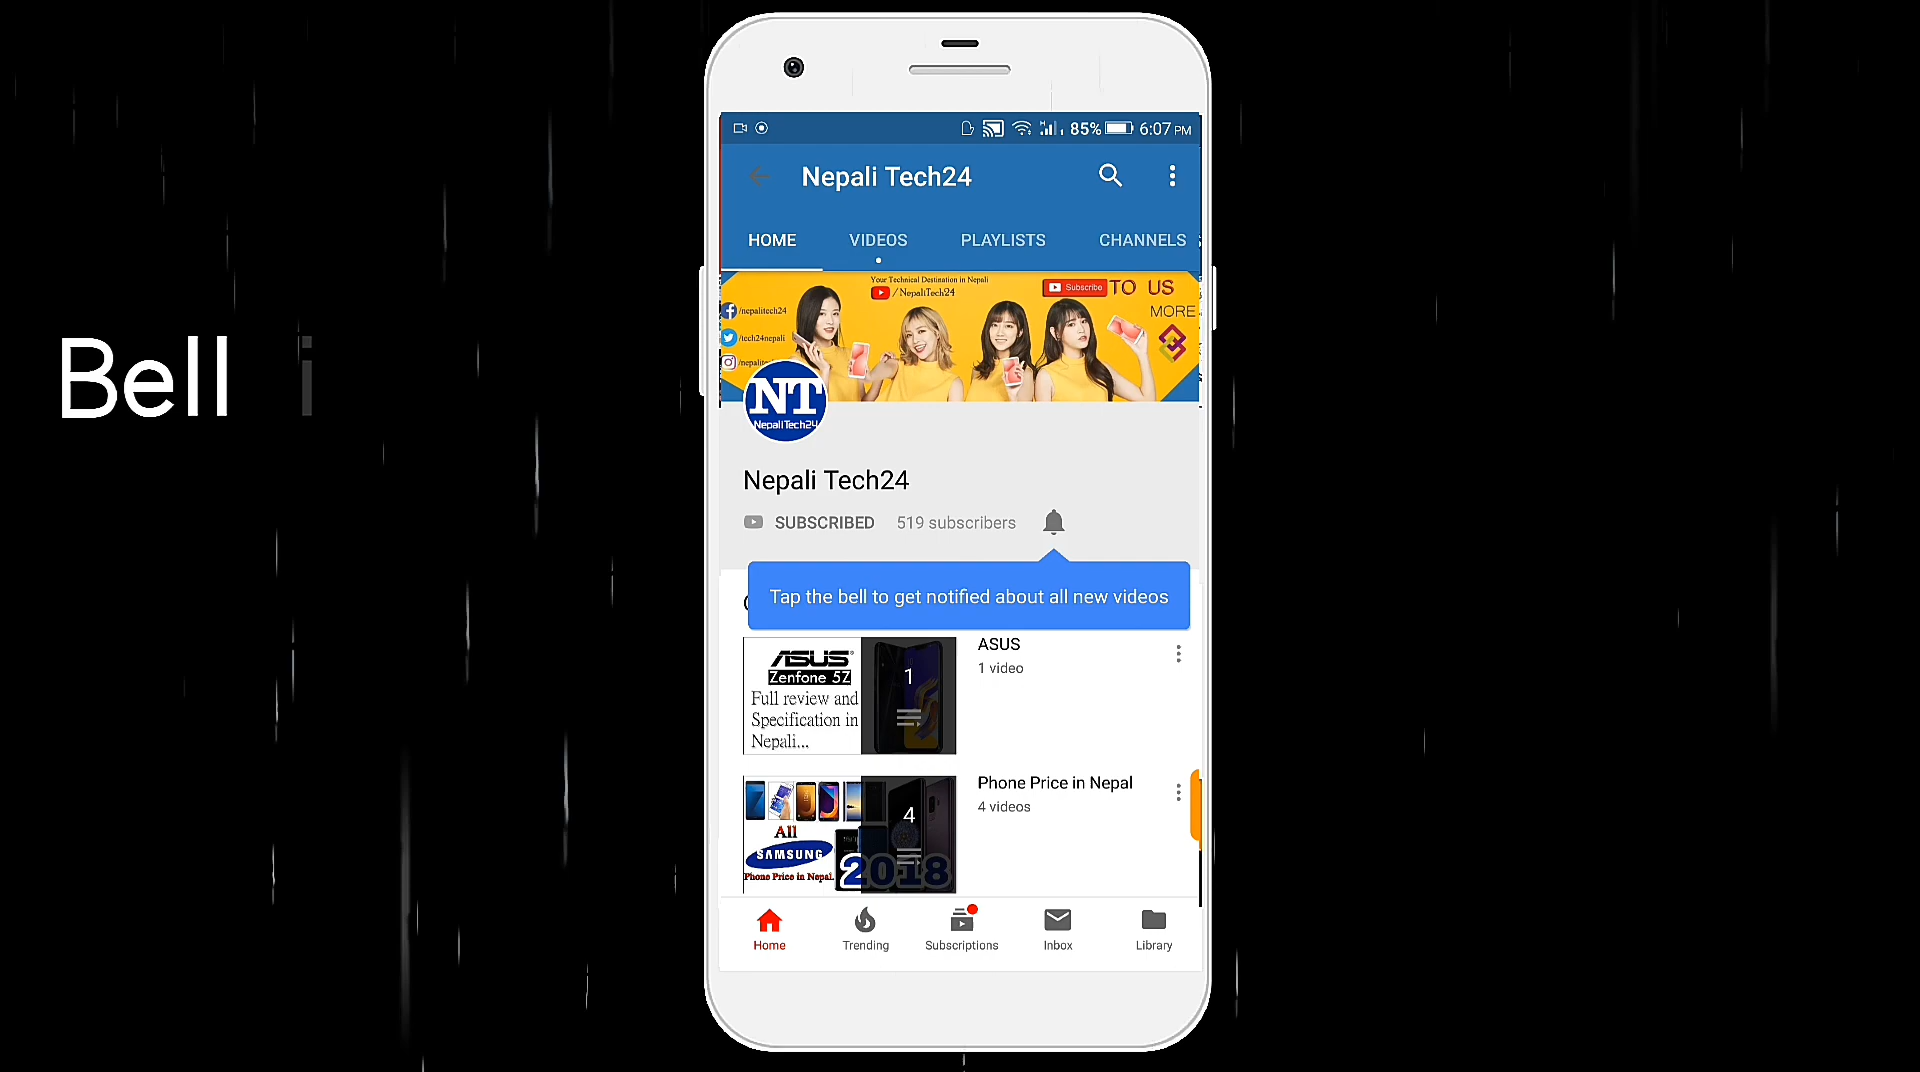 Bell i
85% 6:07 PM
Nepali Tech24
HOME VIDEOS PLAYLISTS CHANNELS
Your Technical Destination in Nepali
/NepaliTech24
Subscribe TO US
MORE
/nepalitech24
/tech24nepali
NT
NepaliTech24
Nepali Tech24
SUBSCRIBED 519 subscribers
Tap the bell to get notified about all new videos
ASUS
Zenfone 5Z
Full review and
Specification in
Nepali...
1
ASUS
1 video
All
SAMSUNG
Phone Price in Nepal.
2018
4
Phone Price in Nepal
4 videos
Home Trending Subscriptions Inbox Library